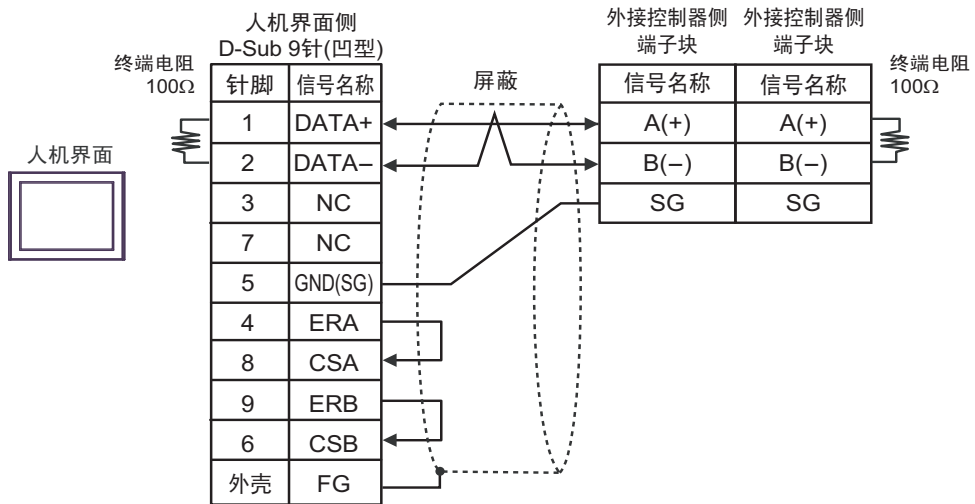 人机界面侧
D-Sub 9针(凹型)
外接控制器侧 外接控制器侧
端子块 端子块
终端电阻
100Ω
针脚 信号名称
屏蔽
信号名称 信号名称
终端电阻
100Ω
1 DATA+
A(+) A(+)
人机界面
2 DATA–
B(–) B(–)
3 NC
SG SG
7 NC
5 GND(SG)
4 ERA
8 CSA
9 ERB
6 CSB
外壳 FG